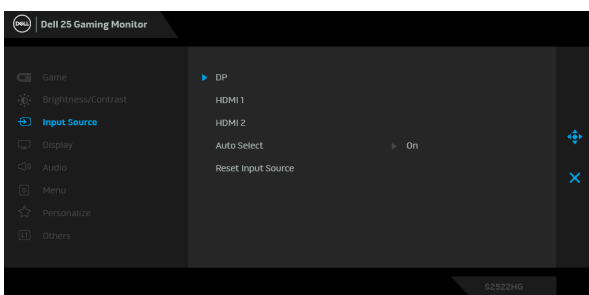 DELL
Dell 25 Gaming Monitor
Game
DP
Brightness/Contrast
HDMI 1
Input Source
HDMI 2
Display
Auto Select
On
Audio
Reset Input Source
Menu
Personalize
Others
S2522HG